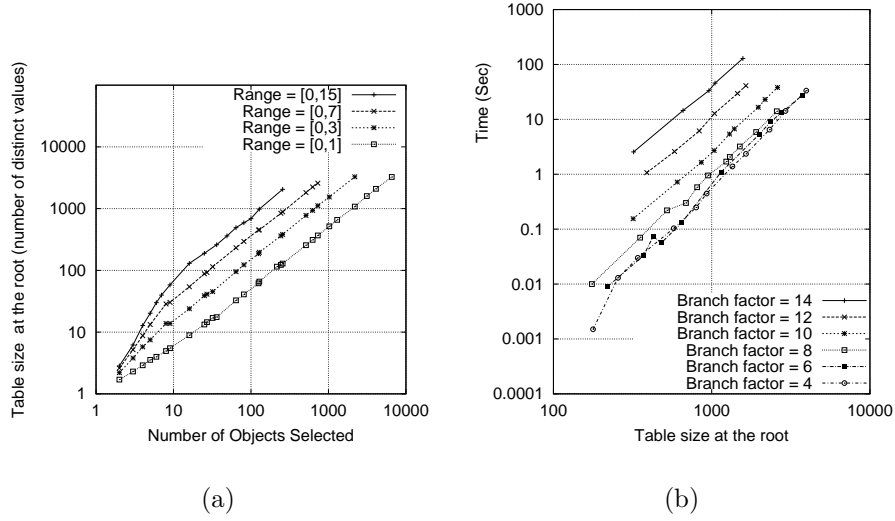 Table size at the root (number of distinct values)
10000
1000
100
10
1
1 10 100 1000 10000
Number of Objects Selected
Range = [0,15]
Range = [0,7]
Range = [0,3]
Range = [0,1]
(a)
Time (Sec)
1000
100
10
1
0.1
0.01
0.001
0.0001
100 1000 10000
Table size at the root
Branch factor = 14
Branch factor = 12
Branch factor = 10
Branch factor = 8
Branch factor = 6
Branch factor = 4
(b)